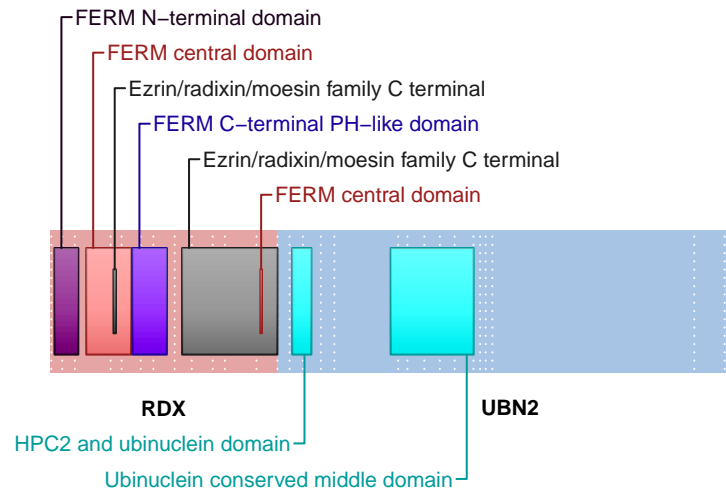 FERM N−terminal domain
FERM central domain
Ezrin/radixin/moesin family C terminal
FERM C−terminal PH−like domain
Ezrin/radixin/moesin family C terminal
FERM central domain
RDX
UBN2
HPC2 and ubinuclein domain
Ubinuclein conserved middle domain